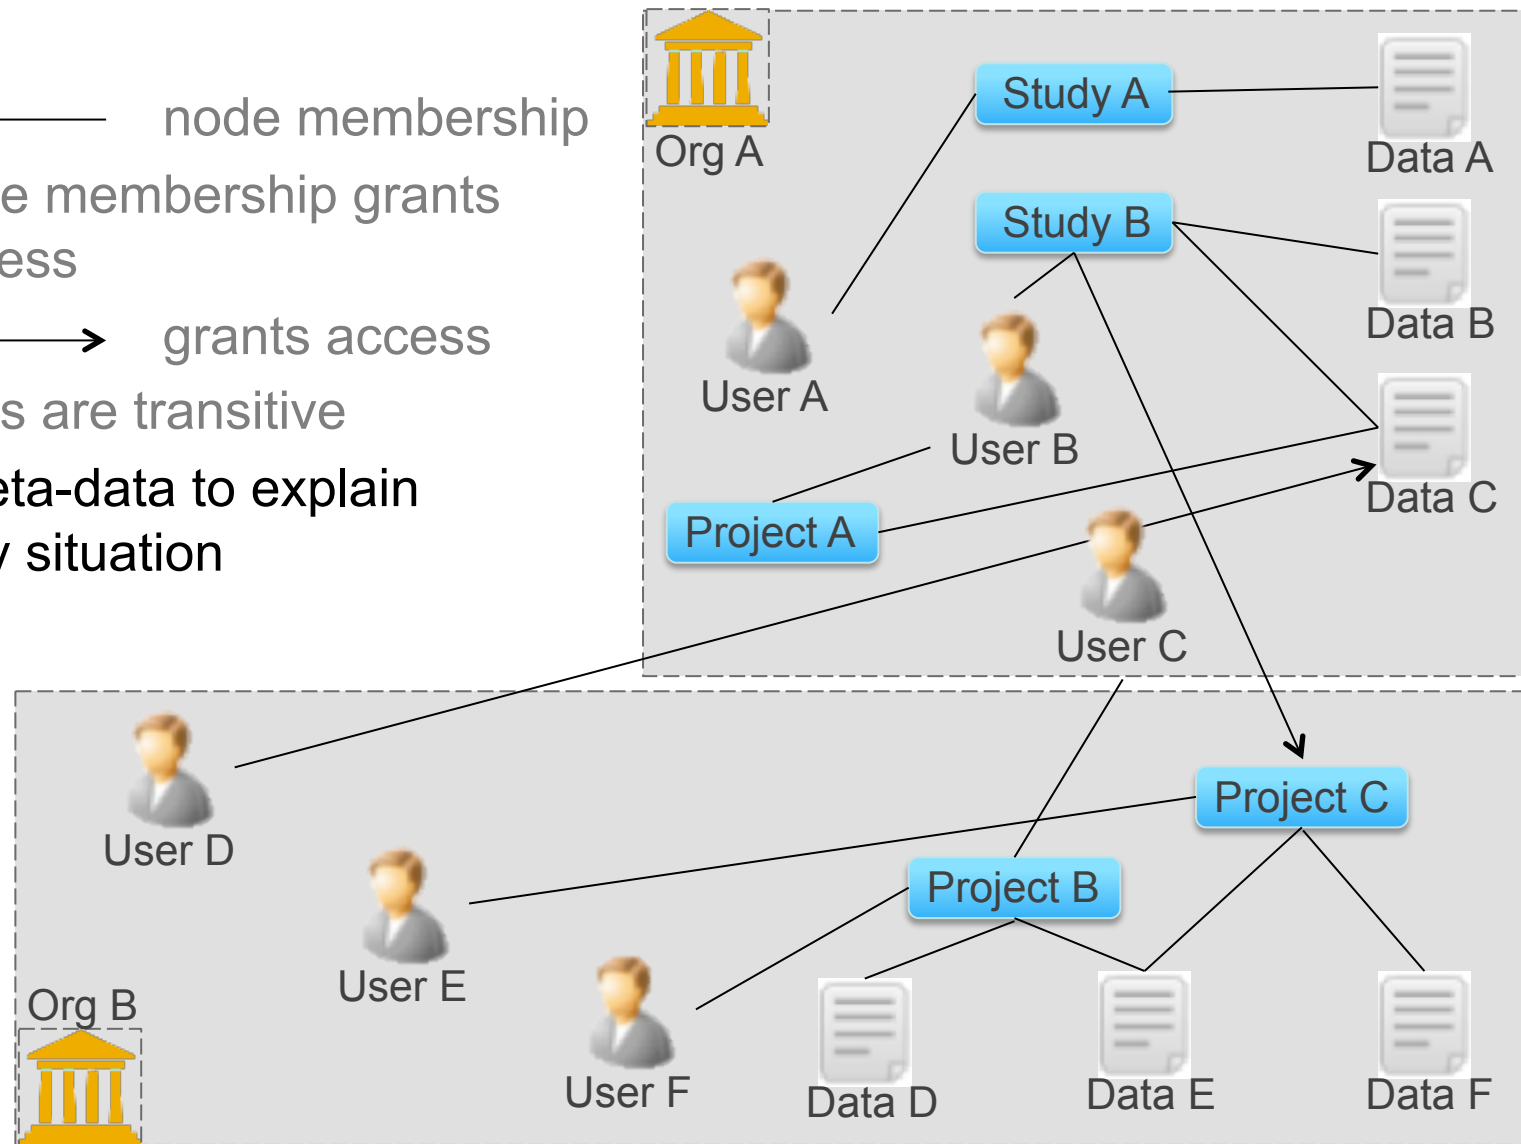 node membership
e membership grants
ess
grants access
s are transitive
eta-data to explain
y situation
Org A
Study A
Data A
Study B
Data B
User A
User B
Data C
Project A
User C
User D
Project C
Project B
User E
Org B
User F
Data D
Data E
Data F